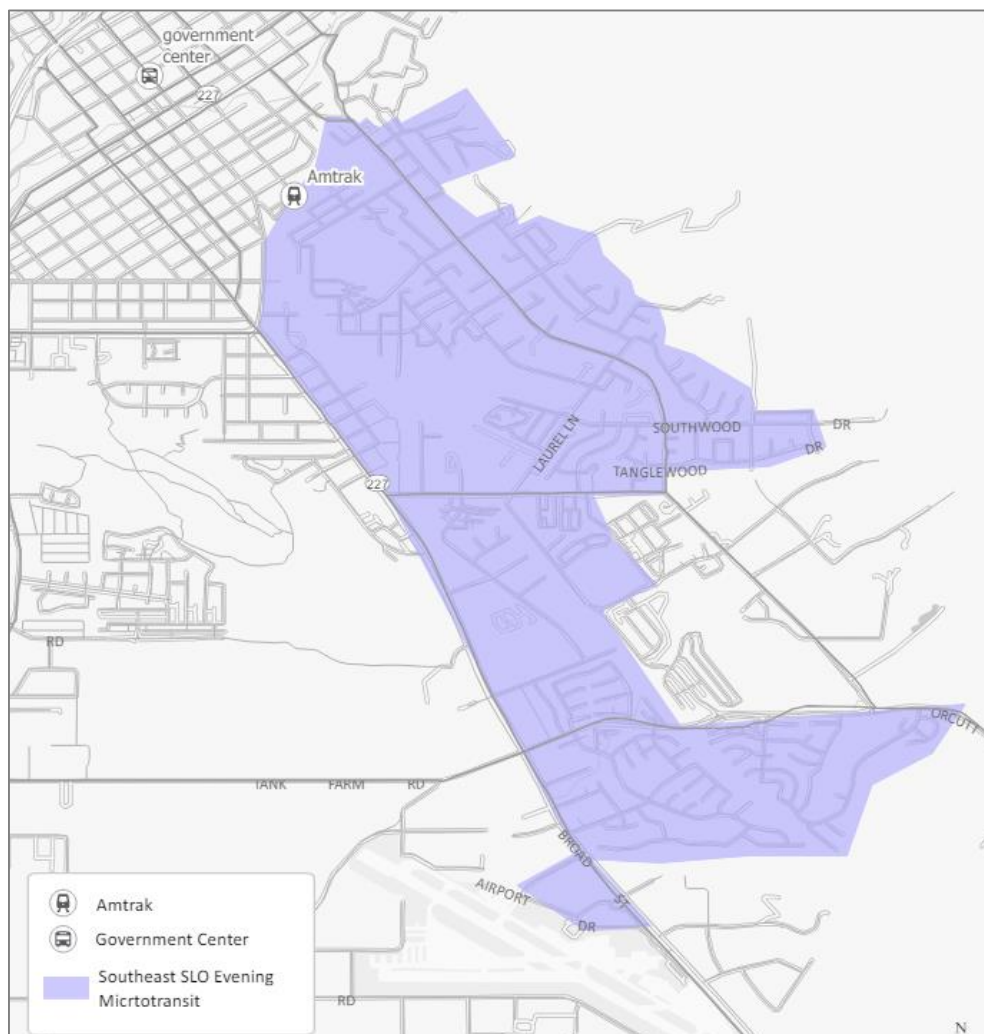 government
center
227
Amtrak
LAUREL LN
SOUTHWOOD DR
TANGLEWOOD DR
227
RD
ORCUTT
TANK FARM RD
BROAD ST
AIRPORT DR
RD
Amtrak
Government Center
Southeast SLO Evening
Micrtotransit
N